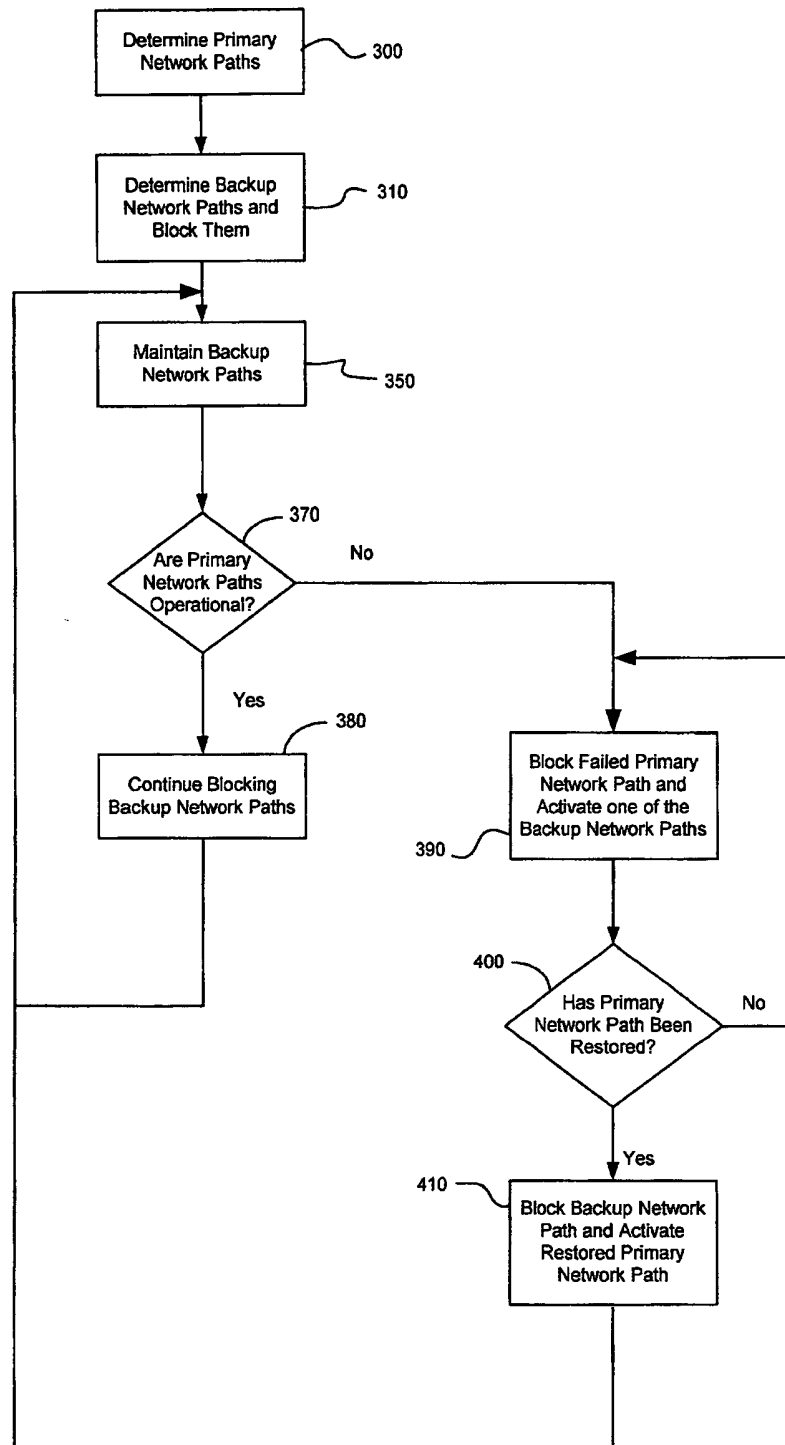 Determine Primary
Network Paths
300
Determine Backup
Network Paths and
Block Them
310
Maintain Backup
Network Paths
350
370
Are Primary
Network Paths
Operational?
No
Yes
380
Continue Blocking
Backup Network Paths
Block Failed Primary
Network Path and
Activate one of the
Backup Network Paths
390
400
Has Primary
Network Path Been
Restored?
No
Yes
410
Block Backup Network
Path and Activate
Restored Primary
Network Path